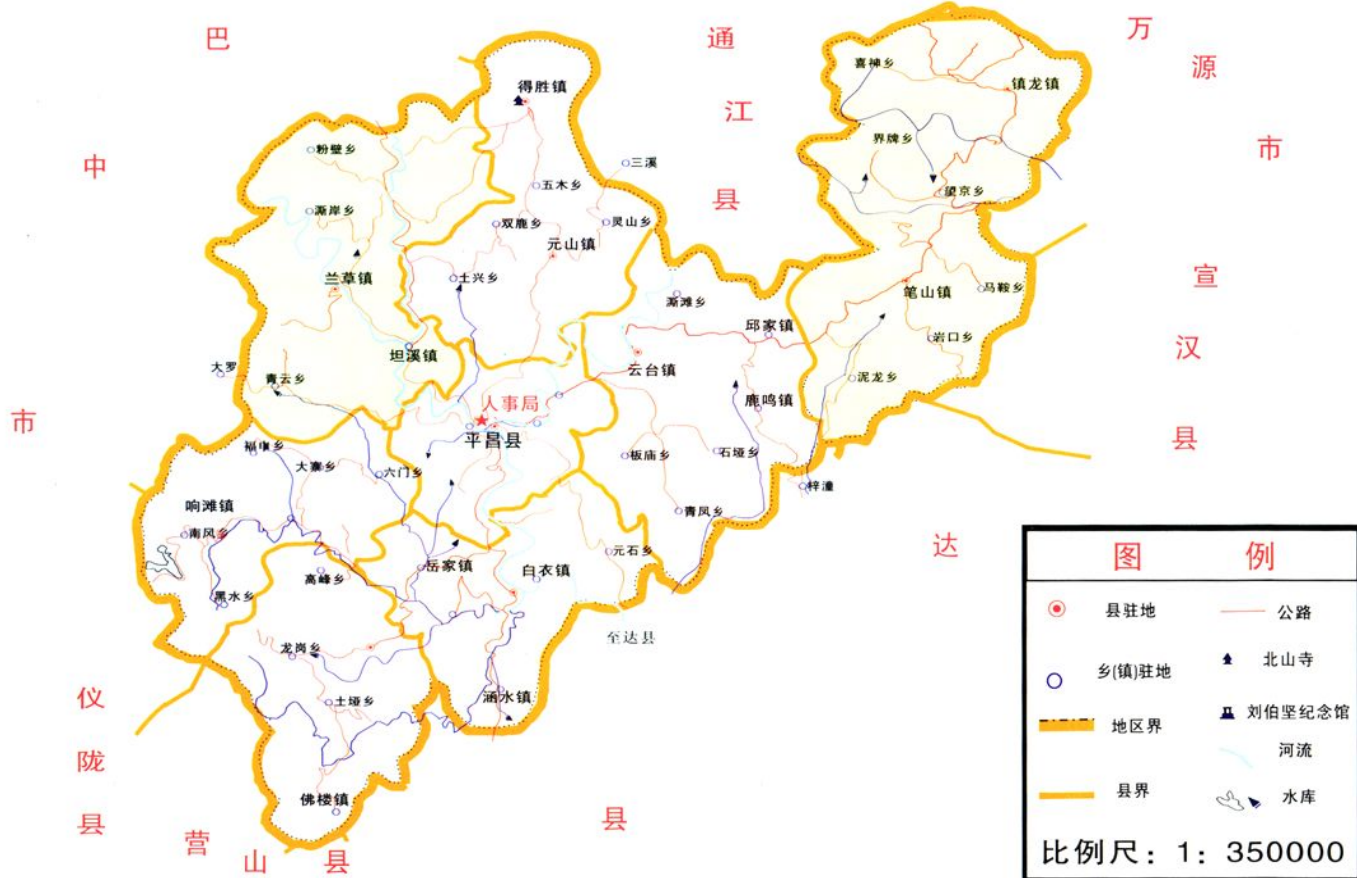 巴
通
万
喜神乡
源
镇龙镇
得胜镇
江
界牌乡
市
粉壁乡
中
三溪
五木乡
望京乡
县
澌岸乡
双鹿乡
灵山乡
元山镇
兰草镇
土兴乡
宣
笔山镇
马鞍乡
澌滩乡
邱家镇
岩口乡
汉
坦溪镇
大罗
云台镇
青云乡
泥龙乡
人事局
鹿鸣镇
市
平昌县
县
福申乡
大寨乡
六门乡
板庙乡
石垭乡
梓潼
响滩镇
青凤乡
南风乡
达
元石乡
岳家镇
白衣镇
高峰乡
黑水乡
至达县
龙岗乡
仪
涵水镇
土垭乡
陇
佛楼镇
县
县
营
山
县
图 例
县驻地
公路
乡(镇)驻地
北山寺
地区界
刘伯坚纪念馆
河流
县界
水库
比例尺：1：350000